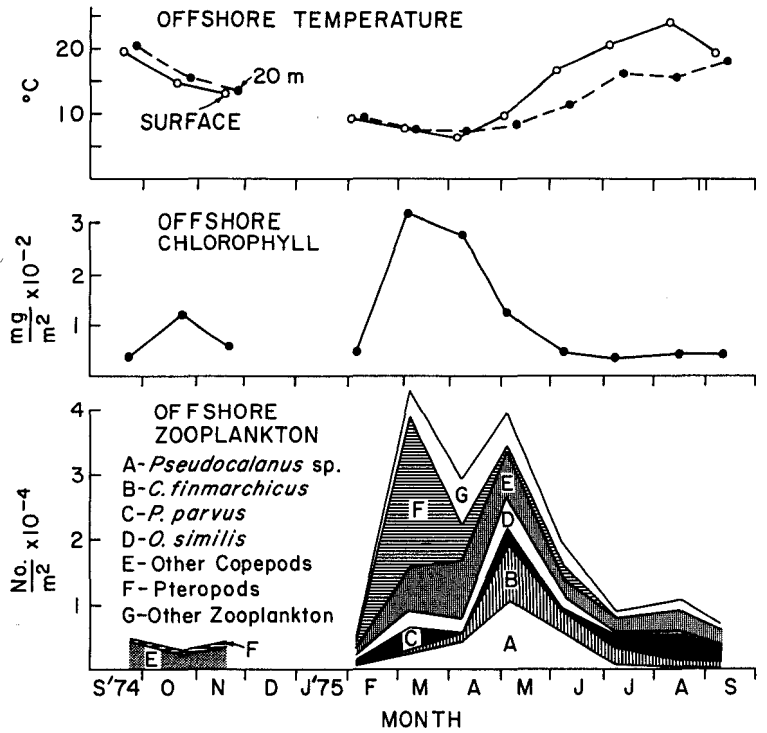 OFFSHORE TEMPERATURE
20
10
°C
20 m
SURFACE
OFFSHORE
CHLOROPHYLL
3
2
1
mg/m2 x10-2
OFFSHORE
ZOOPLANKTON
A-Pseudocalanus sp.
B-C. finmarchicus
C-P. parvus
D-O. similis
E-Other Copepods
F-Pteropods
G-Other Zooplankton
4
3
2
1
No./m2 x10-4
E
F
F
G
E
D
B
C
A
S'74 O N D J'75 F M A M J J A S
MONTH